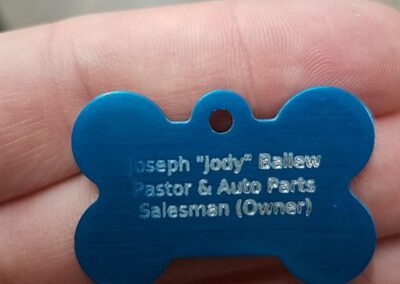 Joseph "Jody" Ballew
Pastor & Auto Parts
Salesman (Owner)